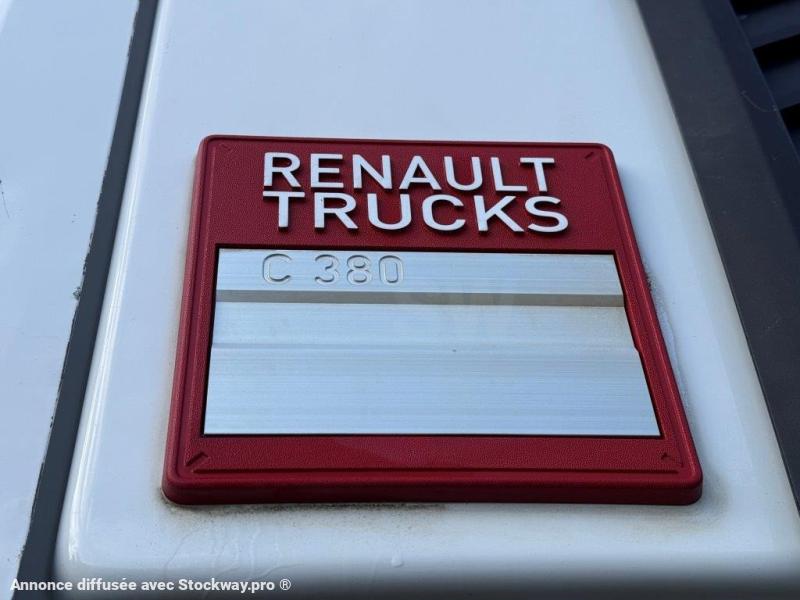 RENAULT
TRUCKS
C 380
Annonce diffusée avec Stockway.pro ®